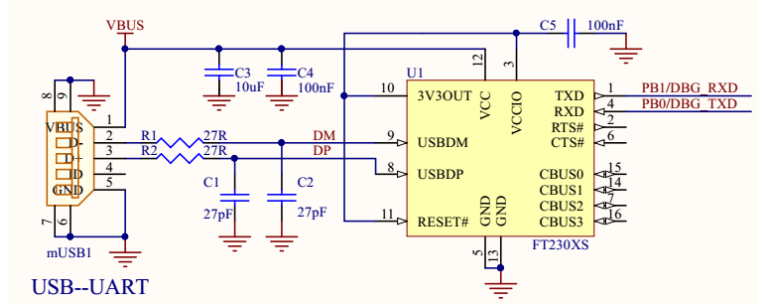 VBUS
C5 100nF
8 9
12 3
U1
C3 10uF
C4 100nF
10 3V3OUT VCC VCCIO TXD 1 PB1/DBG_RXD
RXD 4 PB0/DBG_TXD
VBUS 1
RTS# 2
D- 2 R1 27R DM 9 USBDM CTS# 6
D+ 3 R2 27R DP
ID 4 C1 C2 8 USBDP CBUS0 15
GND 5 CBUS1 14
CBUS2 7
27pF 27pF 11 RESET# GND GND CBUS3 16
7 6
mUSB1 5 13 FT230XS
USB--UART